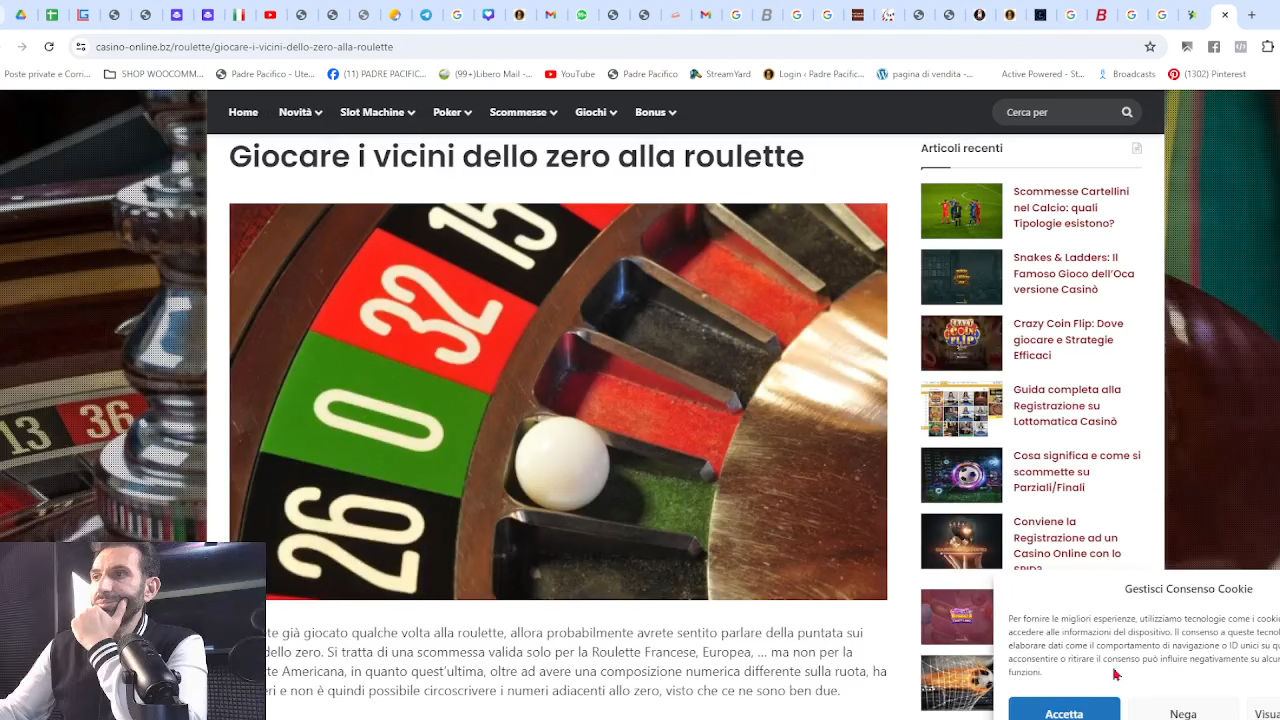 casino-online.bz/roulette/giocare-i-vicini-dello-zero-alla-roulette
Poste private e Corri...
SHOP WOOCOMM...
Padre Pacifico - Ute...
(11) PADRE PACIFIC...
(99+)Libero Mail -...
YouTube
Padre Pacifico
StreamYard
Login ‹ Padre Pacific...
pagina di vendita -...
Active Powered - St...
Broadcasts
(1302) Pinterest
Home
Novità
Slot Machine
Poker
Scommesse
Giochi
Bonus
Cerca per
Giocare i vicini dello zero alla roulette
15
32
0
26
13
36
Articoli recenti
Scommesse Cartellini
nel Calcio: quali
Tipologie esistono?
Snakes & Ladders: Il
Famoso Gioco dell'Oca
versione Casinò
Crazy Coin Flip: Dove
giocare e Strategie
Efficaci
Guida completa alla
Registrazione su
Lottomatica Casinò
Cosa significa e come si
scommette su
Parziali/Finali
Conviene la
Registrazione ad un
Casino Online con lo
SPID?
te già giocato qualche volta alla roulette, allora probabilmente avrete sentito parlare della puntata sui
dello zero. Si tratta di una scommessa valida solo per la Roulette Francese, Europea, ... ma non per la
cana, in quanto quest'ultima, oltre ad avere una composizione numerica differente sulla ruota, ha
e quindi poi diversi numeri adiacenti allo zero, visto che ce ne sono ben due.
Gestisci Consenso Cookie
Per fornire le migliori esperienze, utilizziamo tecnologie come i cookie
accedere alle informazioni del dispositivo. Il consenso a queste tecno
elaborare dati come il comportamento di navigazione o ID unici su qu
acconsentire o ritirare il consenso può influire negativamente su alcu
funzioni.
Accetta
Nega
Visua